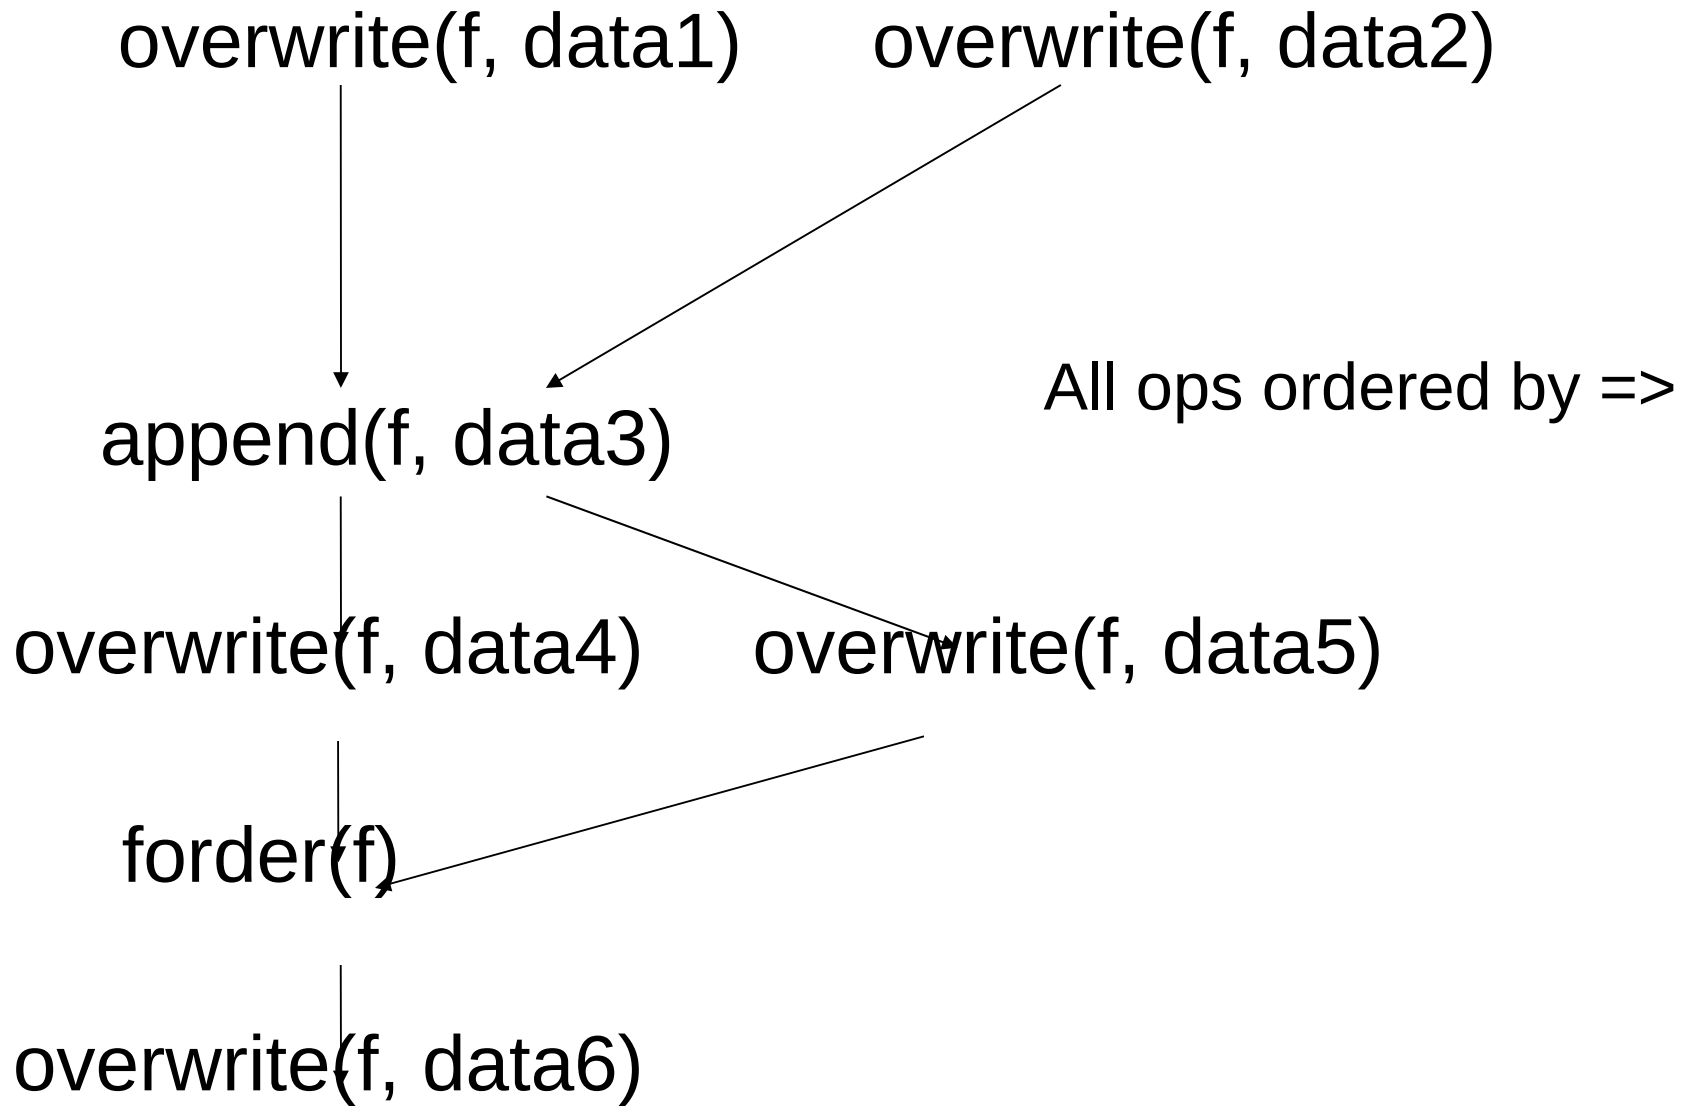 overwrite(f, data1)
overwrite(f, data2)
All ops ordered by =>
append(f, data3)
overwrite(f, data4)
overwrite(f, data5)
forder(f)
overwrite(f, data6)